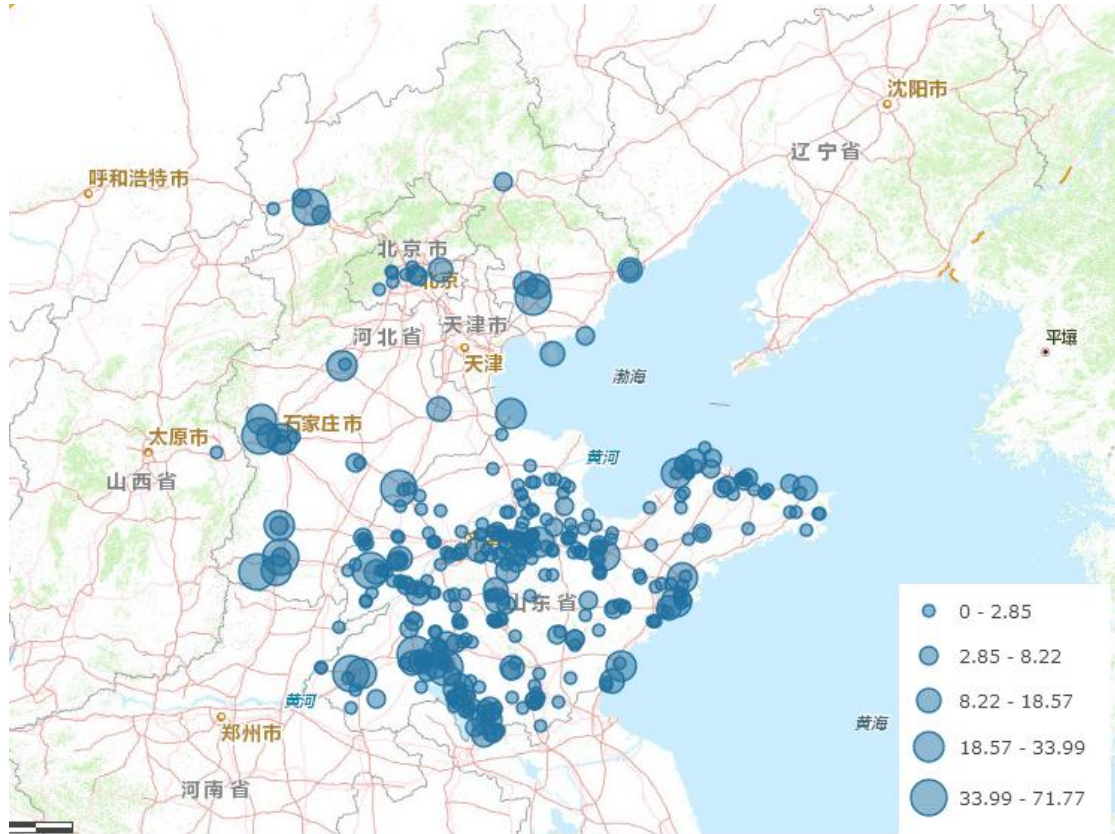 沈阳市
辽宁省
呼和浩特市
北京市
北京
河北省
天津市
天津
平壤
渤海
石家庄市
太原市
山西省
黄河
山东省
0 - 2.85
2.85 - 8.22
8.22 - 18.57
18.57 - 33.99
33.99 - 71.77
黄河
黄海
郑州市
河南省